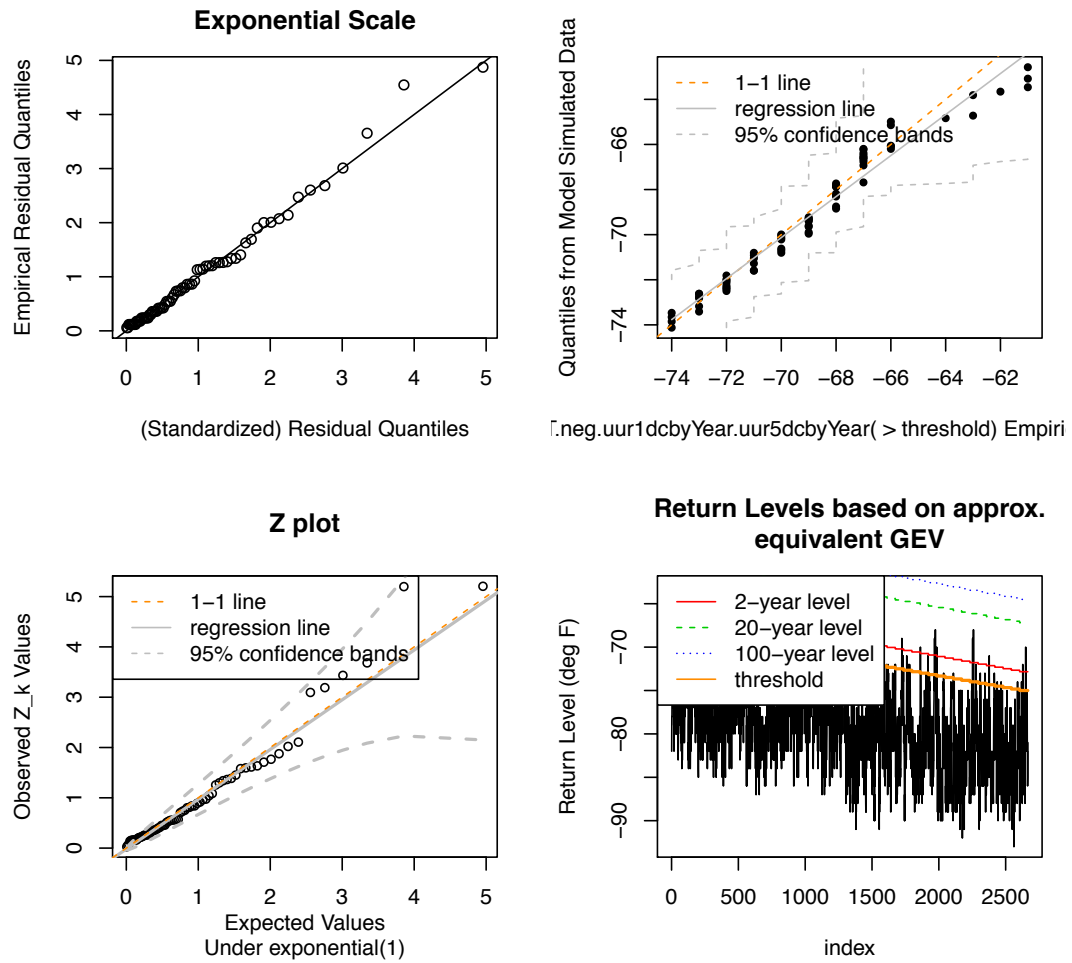 Exponential Scale
Empirical Residual Quantiles
0 1 2 3 4 5
0 1 2 3 4 5
(Standardized) Residual Quantiles
Quantiles from Model Simulated Data
−74 −70 −66
1−1 line
regression line
95% confidence bands
−74 −72 −70 −68 −66 −64 −62
.neg.uur1dcbyYear.uur5dcbyYear( > threshold)
Z plot
Observed Z_k Values
0 1 2 3 4 5
1−1 line
regression line
95% confidence bands
0 1 2 3 4 5
Expected Values
Under exponential(1)
Return Levels based on approx.
equivalent GEV
Return Level (deg F)
−90 −80 −70
2−year level
20−year level
100−year level
threshold
0 500 1000 1500 2000 2500
index